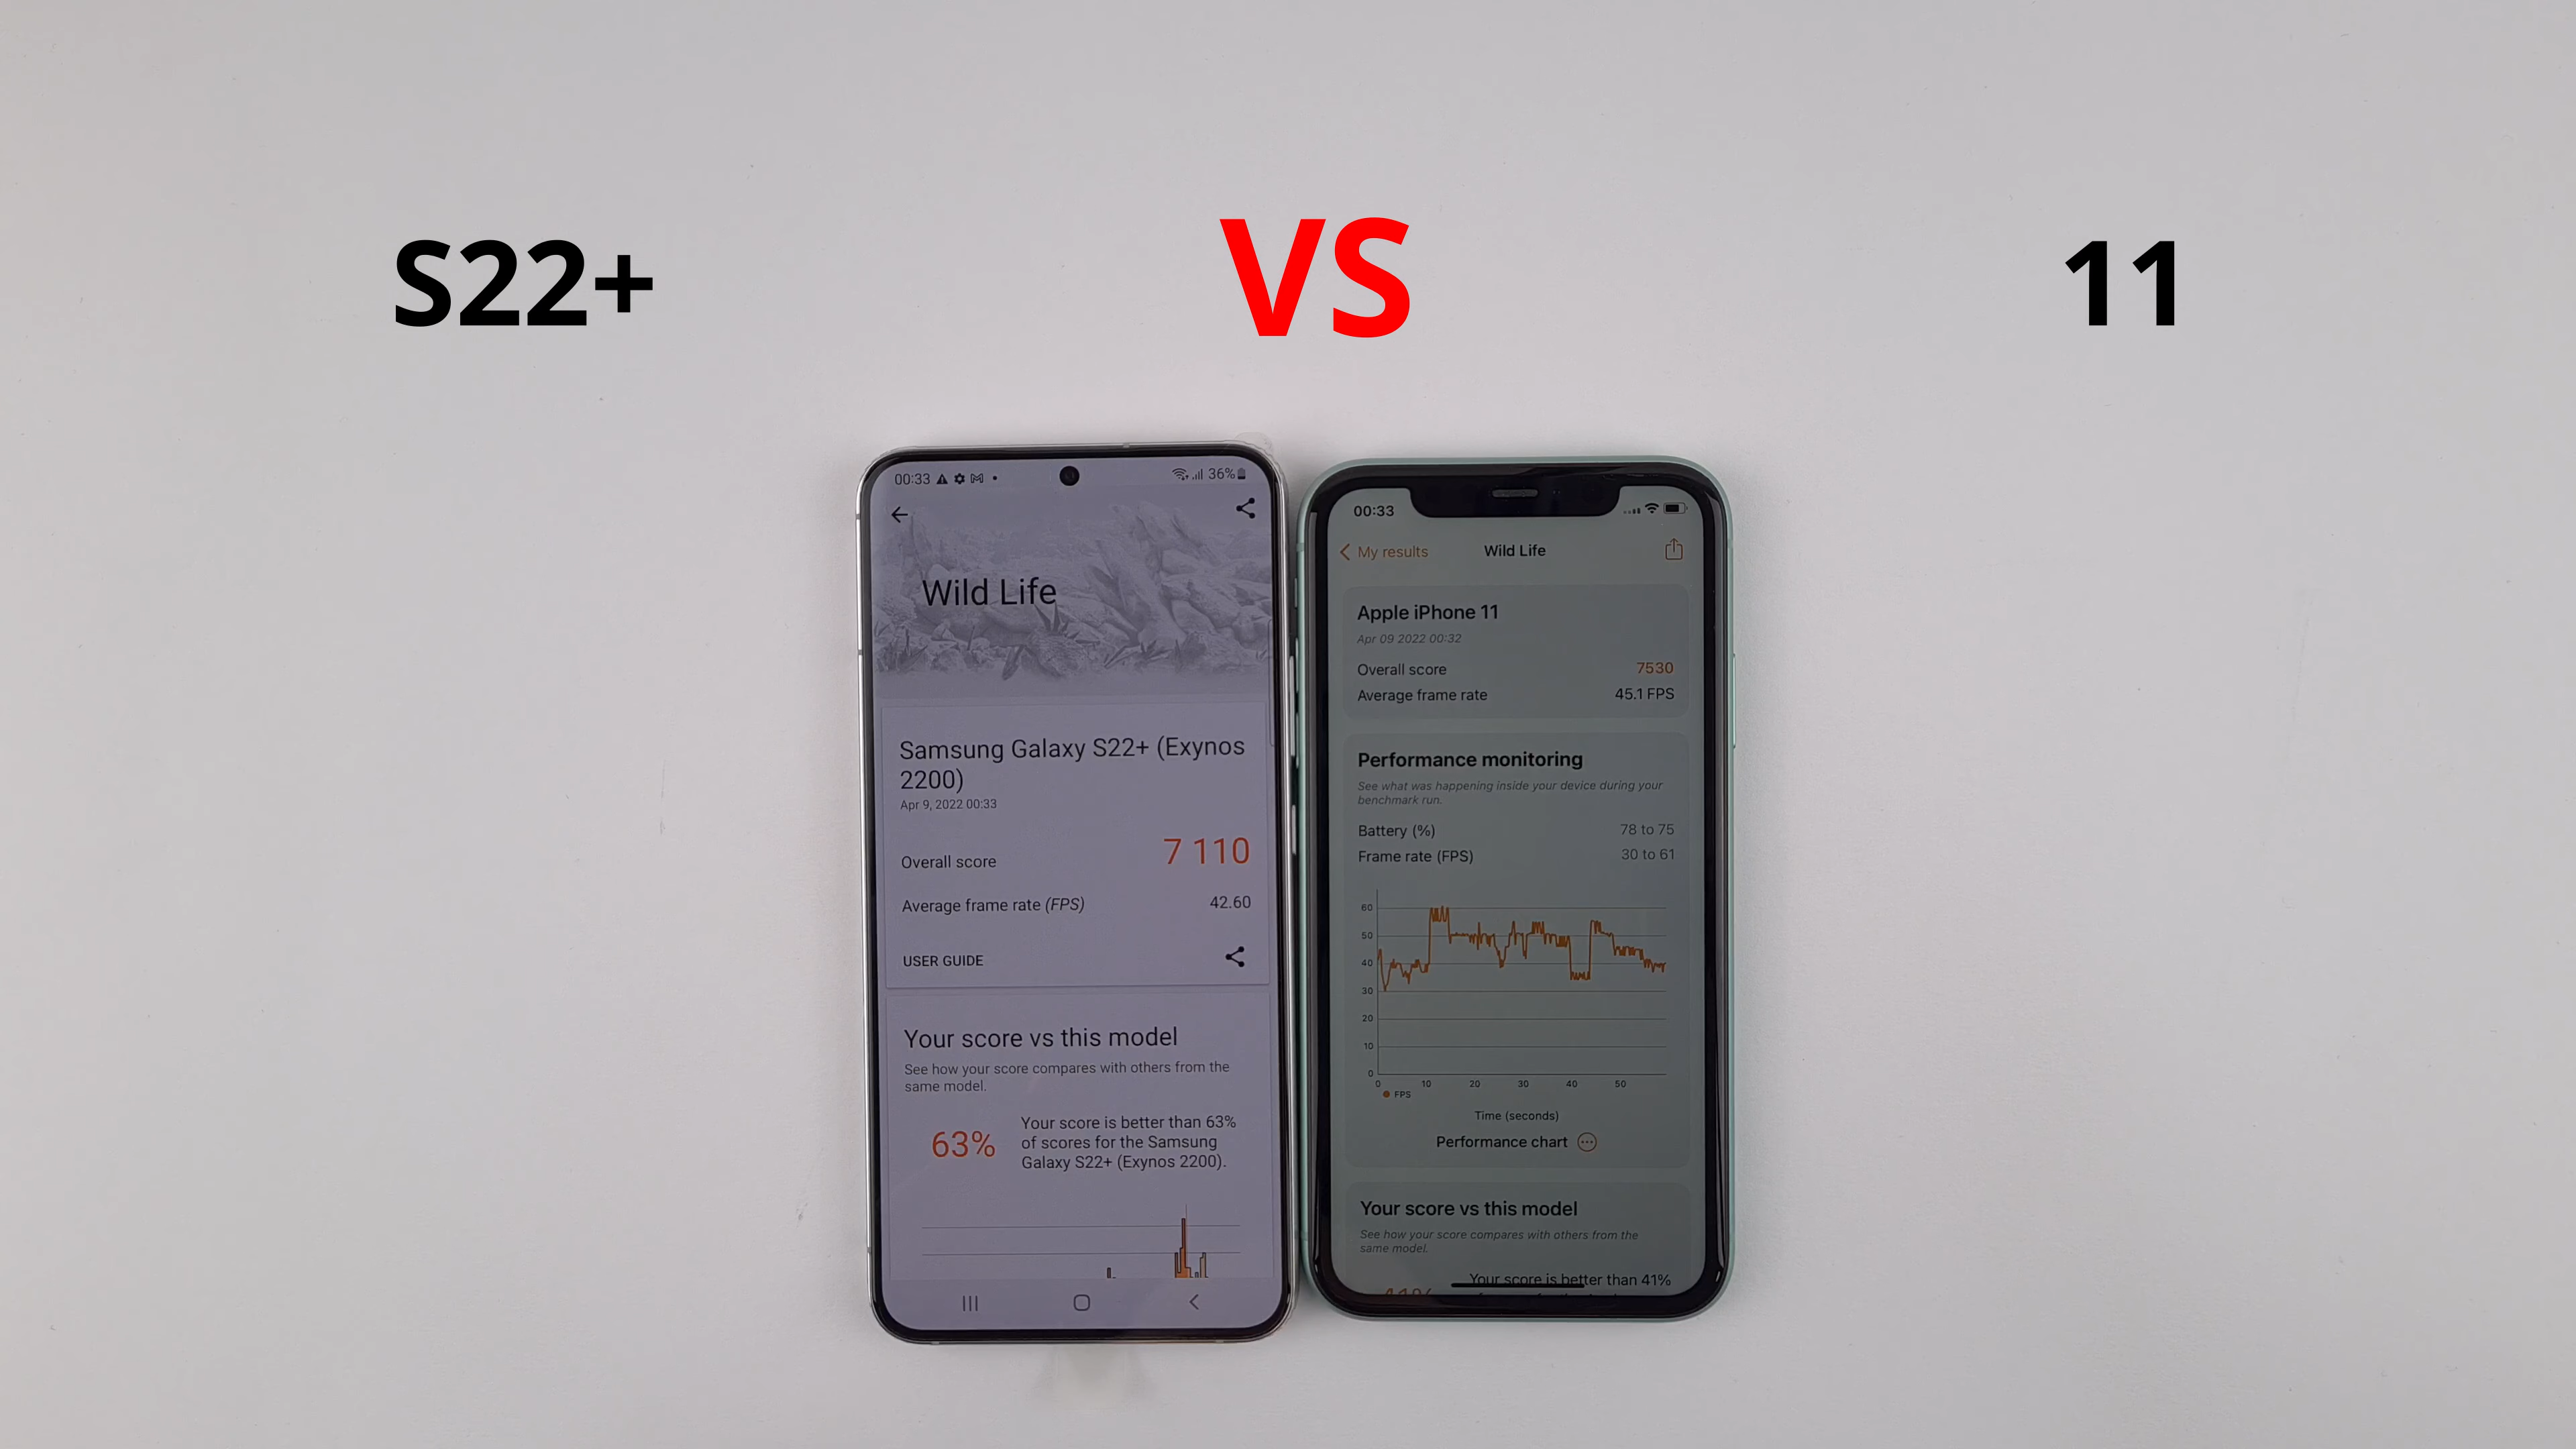 S22+
VS
11
00:33
36%
Wild Life
Samsung Galaxy S22+ (Exynos
2200)
Apr 9, 2022 00:33
Overall score
7 110
Average frame rate (FPS)
42.60
USER GUIDE
Your score vs this model
See how your score compares with others from the
same model.
63%
Your score is better than 63%
of scores for the Samsung
Galaxy S22+ (Exynos 2200).
00:33
My results
Wild Life
Apple iPhone 11
Apr 09 2022 00:32
Overall score
7530
Average frame rate
45.1 FPS
Performance monitoring
See what was happening inside your device during your
benchmark run.
Battery (%)
78 to 75
Frame rate (FPS)
30 to 61
60
50
40
30
20
10
0
0 10 20 30 40 50
FPS
Time (seconds)
Performance chart
Your score vs this model
See how your score compares with others from the
same model.
Your score is better than 41%